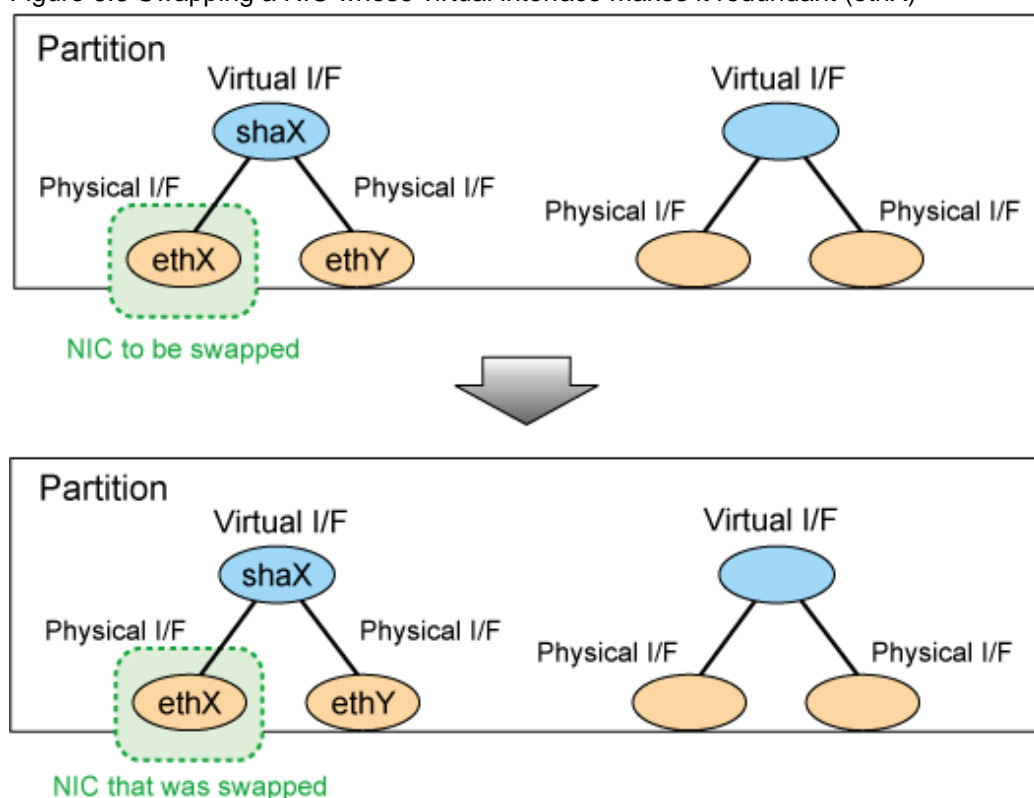 Partition
Virtual I/F
Virtual I/F
shaX
Physical I/F
Physical I/F
Physical I/F
Physical I/F
ethX
ethY
NIC to be swapped
Partition
Virtual I/F
Virtual I/F
shaX
Physical I/F
Physical I/F
Physical I/F
Physical I/F
ethX
ethY
NIC that was swapped